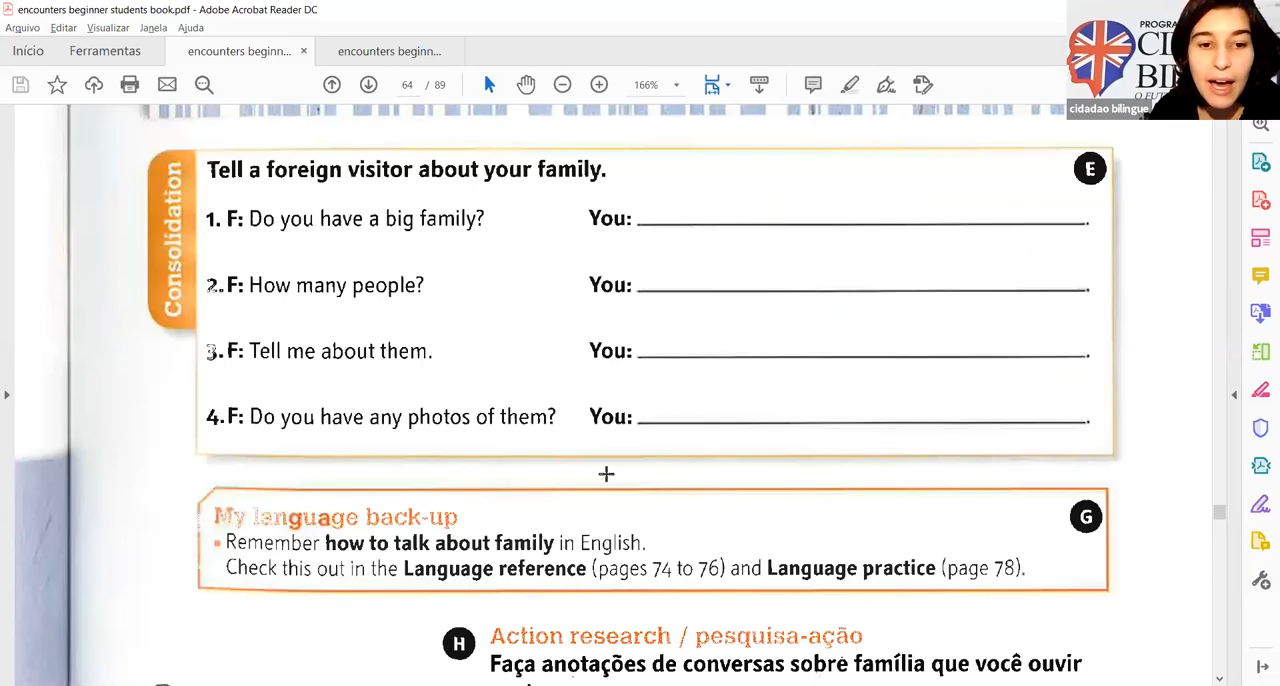 encounters beginner students book.pdf - Adobe Acrobat Reader DC
Arquivo Editar Visualizar Janela Ajuda
Início Ferramentas encounters beginn... × encounters beginn...
64 / 89 166%
PROGRA
CI
BI
O FUT
cidadao bilingue
Consolidation
Tell a foreign visitor about your family. E
1. F: Do you have a big family? You: .
2. F: How many people? You: .
3. F: Tell me about them. You: .
4. F: Do you have any photos of them? You: .
My language back-up G
Remember how to talk about family in English.
Check this out in the Language reference (pages 74 to 76) and Language practice (page 78).
H Action research / pesquisa-ação
Faça anotações de conversas sobre família que você ouvir